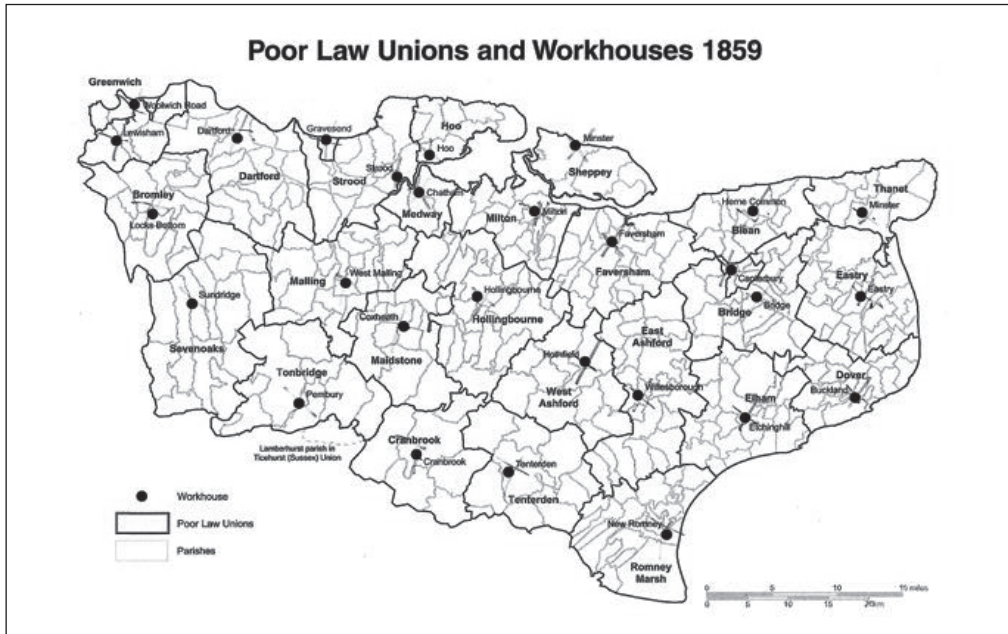 Poor Law Unions and Workhouses 1859
Greenwich
Woolwich Road
Lewisham
Dartford
Gravesend
Hoo
Hoo
Minster
Sheppey
Strood
Strood
Chatham
Medway
Bromley
Locks Bottom
Dartford
Milton
Milton
Faversham
Faversham
Herne Common
Blean
Thanet
Minster
Canterbury
Bridge
Bridge
Eastry
Eastry
Malling
West Malling
Sundridge
Sevenoaks
Hollingbourne
Hollingbourne
Coxheath
Maidstone
East
Ashford
Hothfield
West
Ashford
Willesborough
Tonbridge
Pembury
Dover
Buckland
Elham
Etchinghill
Lamberhurst parish in
Ticehurst (Sussex) Union
Cranbrook
Cranbrook
Tenterden
Tenterden
New Romney
Romney
Marsh
Workhouse
Poor Law Unions
Parishes
0 5 10 15 miles
0 5 10 15 20km